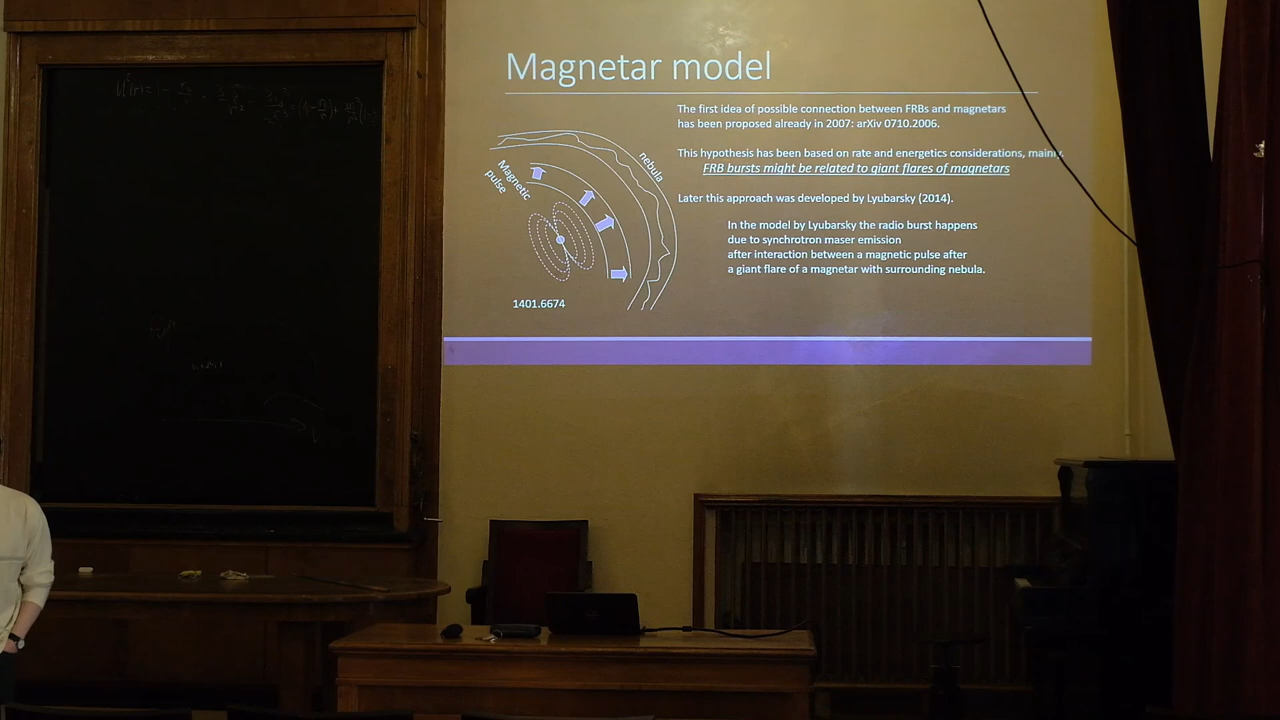 Magnetar model
The first idea of possible connection between FRBs and magnetars
has been proposed already in 2007: arXiv 0710.2006.
This hypothesis has been based on rate and energetics considerations, mainly
FRB bursts might be related to giant flares of magnetars
Later this approach was developed by Lyubarsky (2014).
In the model by Lyubarsky the radio burst happens
due to synchrotron maser emission
after interaction between a magnetic pulse after
a giant flare of a magnetar with surrounding nebula.
nebula
Magnetic
pulse
1401.6674